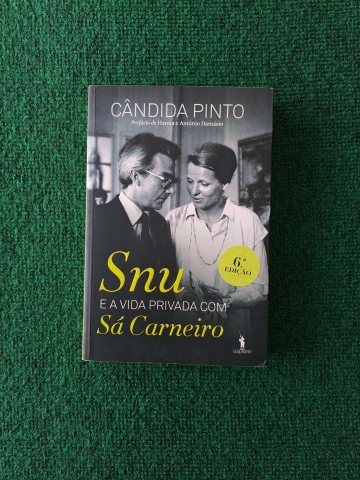 CÂNDIDA PINTO
Prefácio de Hanna e António Damásio
Snu
6.ª
EDIÇÃO
E A VIDA PRIVADA COM
Sá Carneiro